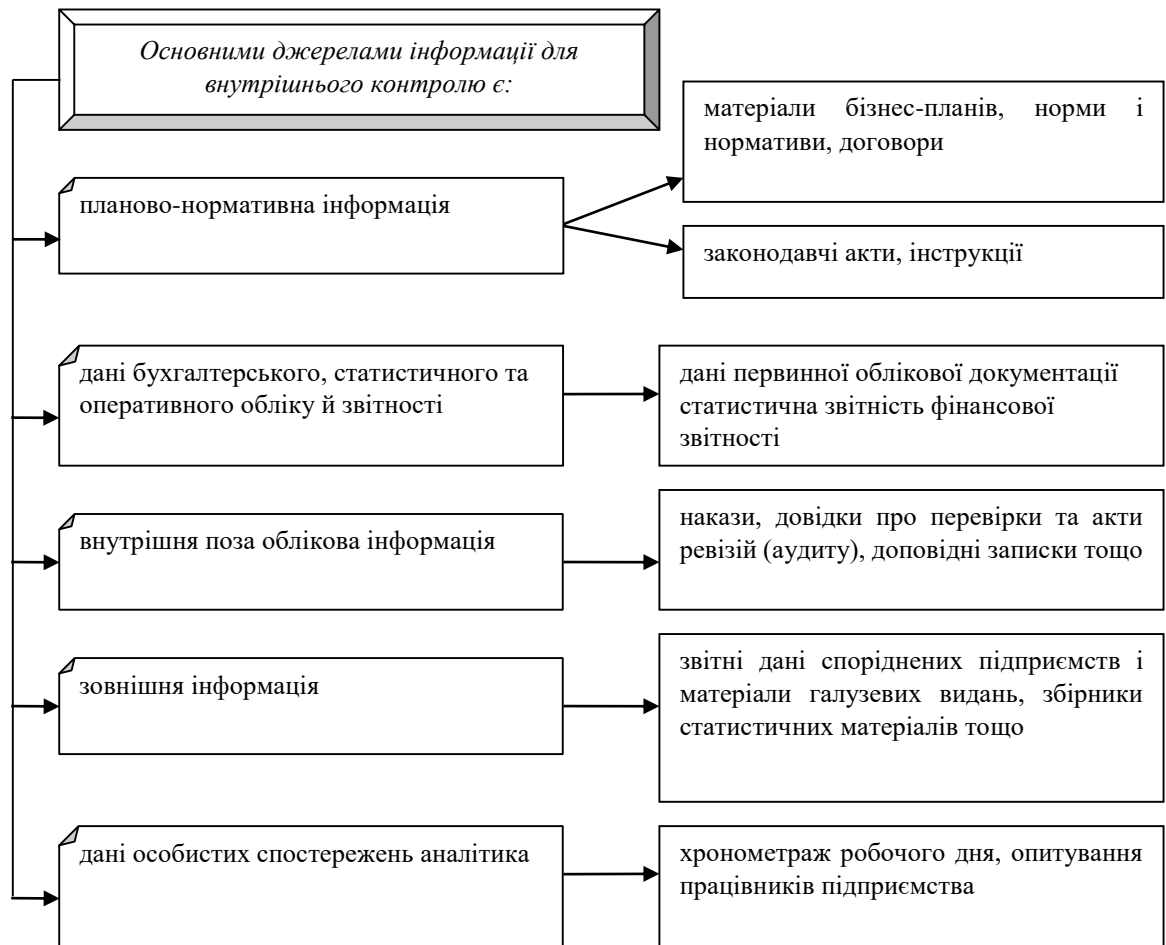 Основними джерелами інформації для
внутрішнього контролю є:
матеріали бізнес-планів, норми і
нормативи, договори
планово-нормативна інформація
законодавчі акти, інструкції
дані бухгалтерського, статистичного та
оперативного обліку й звітності
дані первинної облікової документації
статистична звітність фінансової
звітності
внутрішня поза облікова інформація
накази, довідки про перевірки та акти
ревізій (аудиту), доповідні записки тощо
зовнішня інформація
звітні дані споріднених підприємств і
матеріали галузевих видань, збірники
статистичних матеріалів тощо
дані особистих спостережень аналітика
хронометраж робочого дня, опитування
працівників підприємства